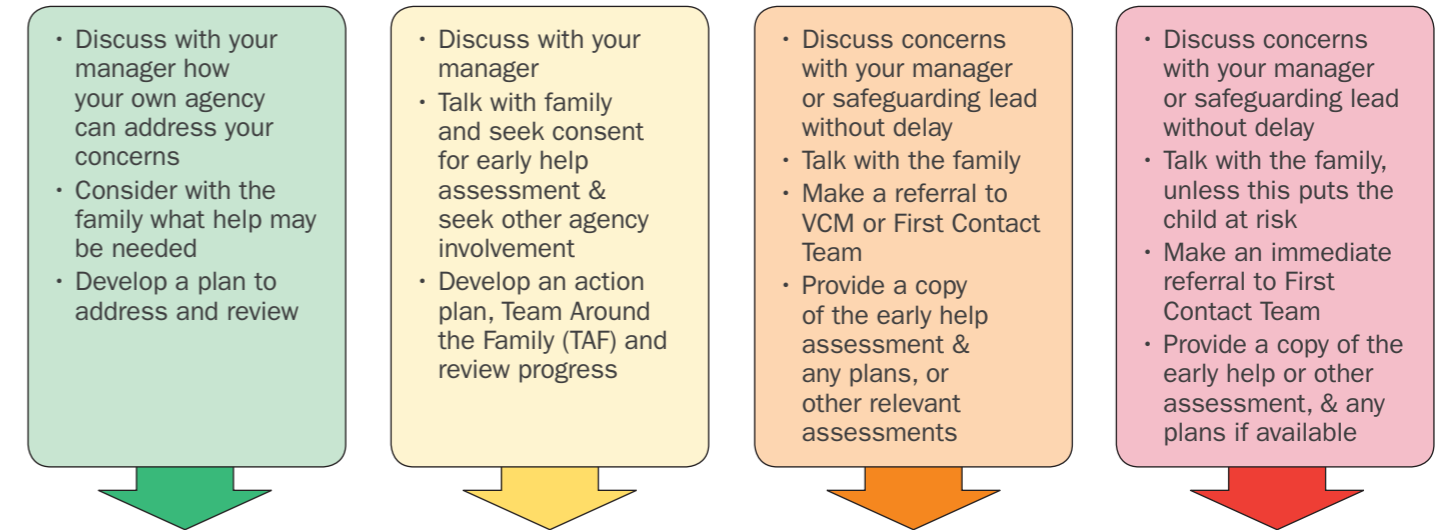 · Discuss with your
manager how
your own agency
can address your
concerns
· Consider with the
family what help may
be needed
· Develop a plan to
address and review
· Discuss with your
manager
· Talk with family
and seek consent
for early help
assessment &
seek other agency
involvement
· Develop an action
plan, Team Around
the Family (TAF) and
review progress
· Discuss concerns
with your manager
or safeguarding lead
without delay
· Talk with the family
· Make a referral to
VCM or First Contact
Team
· Provide a copy
of the early help
assessment &
any plans, or
other relevant
assessments
· Discuss concerns
with your manager
or safeguarding lead
without delay
· Talk with the family,
unless this puts the
child at risk
· Make an immediate
referral to First
Contact Team
· Provide a copy of the
early help or other
assessment, & any
plans if available